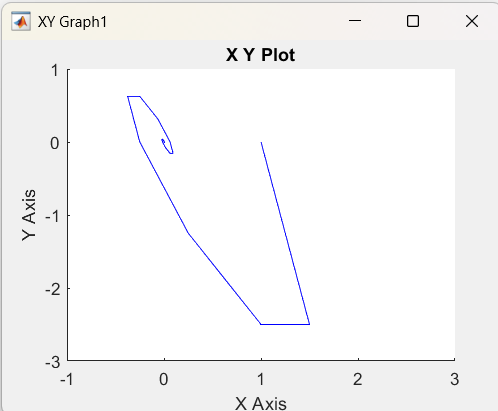 XY Graph1
X Y Plot
1
0
-1
-2
-3
Y Axis
-1 0 1 2 3
X Axis